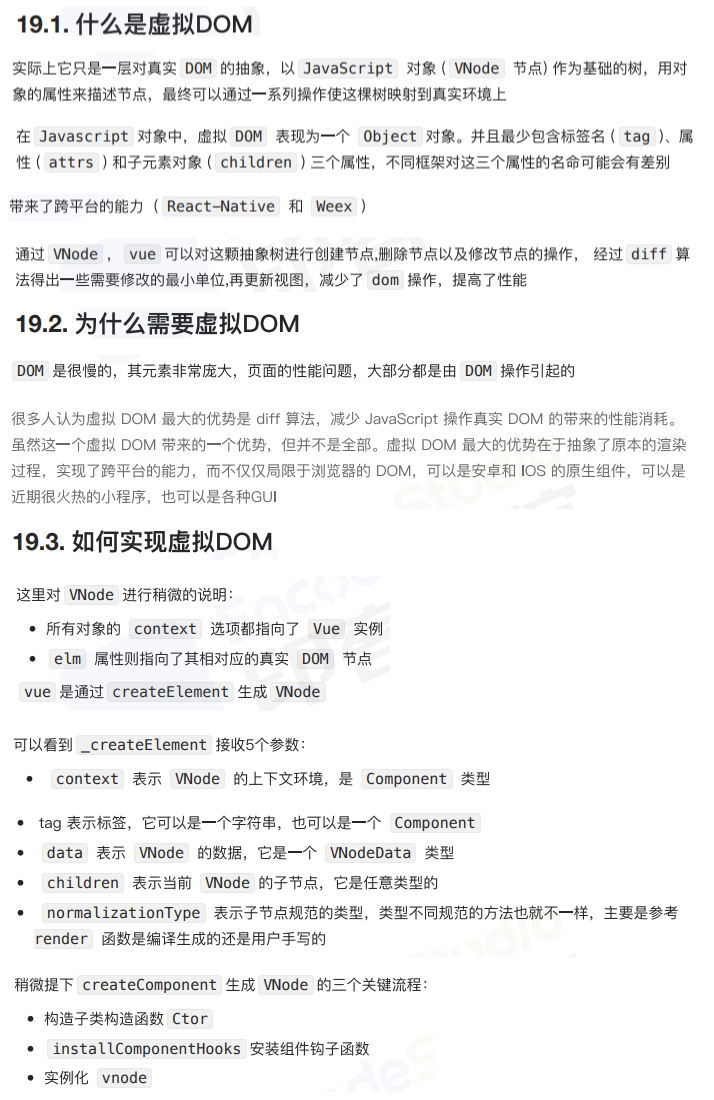 19.1. 什么是虚拟DOM
实际上它只是一层对真实 DOM 的抽象，以 JavaScript 对象 ( VNode 节点) 作为基础的树，用对
象的属性来描述节点，最终可以通过一系列操作使这棵树映射到真实环境上
在 Javascript 对象中，虚拟 DOM 表现为一个 Object 对象。并且最少包含标签名 ( tag )、属
性 ( attrs ) 和子元素对象 ( children ) 三个属性，不同框架对这三个属性的名命可能会有差别
带来了跨平台的能力 ( React-Native 和 Weex )
通过 VNode ， vue 可以对这颗抽象树进行创建节点,删除节点以及修改节点的操作， 经过 diff 算
法得出一些需要修改的最小单位,再更新视图，减少了 dom 操作，提高了性能
19.2. 为什么需要虚拟DOM
DOM 是很慢的，其元素非常庞大，页面的性能问题，大部分都是由 DOM 操作引起的
很多人认为虚拟 DOM 最大的优势是 diff 算法，减少 JavaScript 操作真实 DOM 的带来的性能消耗。
虽然这一个虚拟 DOM 带来的一个优势，但并不是全部。虚拟 DOM 最大的优势在于抽象了原本的渲染
过程，实现了跨平台的能力，而不仅仅局限于浏览器的 DOM，可以是安卓和 IOS 的原生组件，可以是
近期很火热的小程序，也可以是各种GUI
19.3. 如何实现虚拟DOM
这里对 VNode 进行稍微的说明：
• 所有对象的 context 选项都指向了 Vue 实例
• elm 属性则指向了其相对应的真实 DOM 节点
vue 是通过 createElement 生成 VNode
可以看到 _createElement 接收5个参数：
• context 表示 VNode 的上下文环境，是 Component 类型
• tag 表示标签，它可以是一个字符串，也可以是一个 Component
• data 表示 VNode 的数据，它是一个 VNodeData 类型
• children 表示当前 VNode 的子节点，它是任意类型的
• normalizationType 表示子节点规范的类型，类型不同规范的方法也就不一样，主要是参考
render 函数是编译生成的还是用户手写的
稍微提下 createComponent 生成 VNode 的三个关键流程：
• 构造子类构造函数 Ctor
• installComponentHooks 安装组件钩子函数
• 实例化 vnode